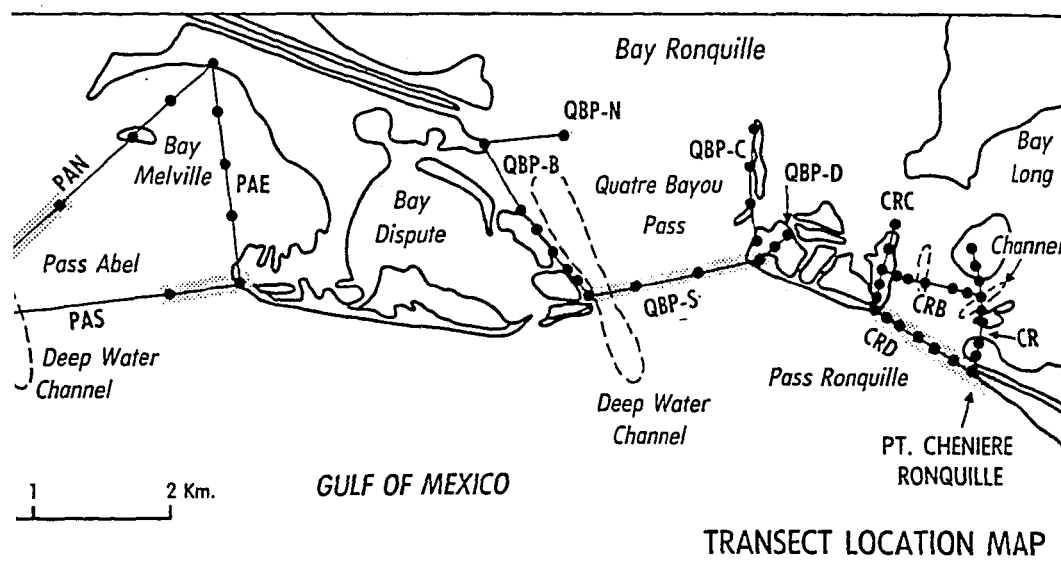 Bay Ronquille
QBP-N
QBP-B
QBP-C
QBP-D
Bay
Long
Bay
Melville
PAN
PAE
Quatre Bayou
Pass
CRC
Bay
Dispute
Channel
Pass Abel
PAS
QBP-S
CRB
CR
CRD
Deep Water
Channel
Pass Ronquille
Deep Water
Channel
PT. CHENIERE
RONQUILLE
1
2 Km.
GULF OF MEXICO
TRANSECT LOCATION MAP